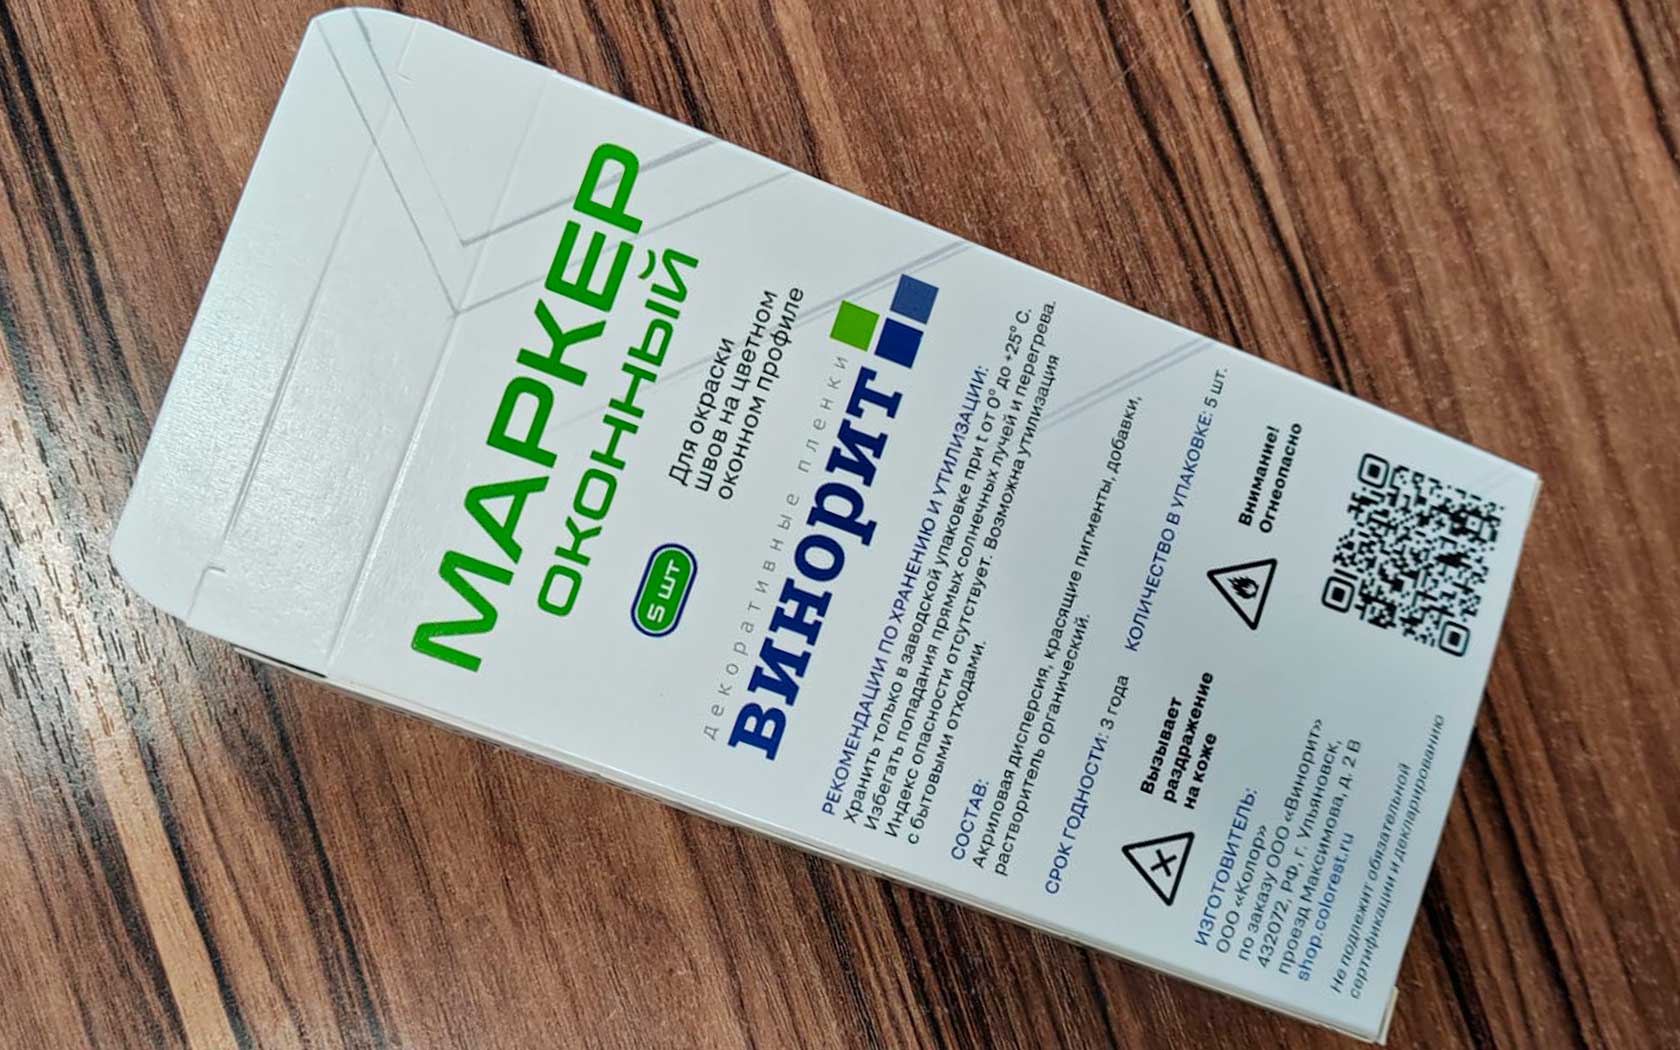 МАРКЕР
ОКОННЫЙ
5 ШТ
Для окраски
швов на цветном
оконном профиле
декоративные пленки
винорит
РЕКОМЕНДАЦИИ ПО ХРАНЕНИЮ И УТИЛИЗАЦИИ:
Хранить только в заводской упаковке при t от 0° до +25° С.
Избегать попадания прямых солнечных лучей и перегрева.
Индекс опасности отсутствует. Возможна утилизация
с бытовыми отходами.
СОСТАВ:
Акриловая дисперсия, красящие пигменты, добавки,
растворитель органический.
СРОК ГОДНОСТИ: 3 года
КОЛИЧЕСТВО В УПАКОВКЕ: 5 шт.
Вызывает
раздражение
на коже
Внимание!
Огнеопасно
ИЗГОТОВИТЕЛЬ:
ООО «Колор»
по заказу ООО «Винорит»
432072, РФ, г. Ульяновск,
проезд Максимова, д. 2 В
shop.colorest.ru
Не подлежит обязательной
сертификации и декларированию